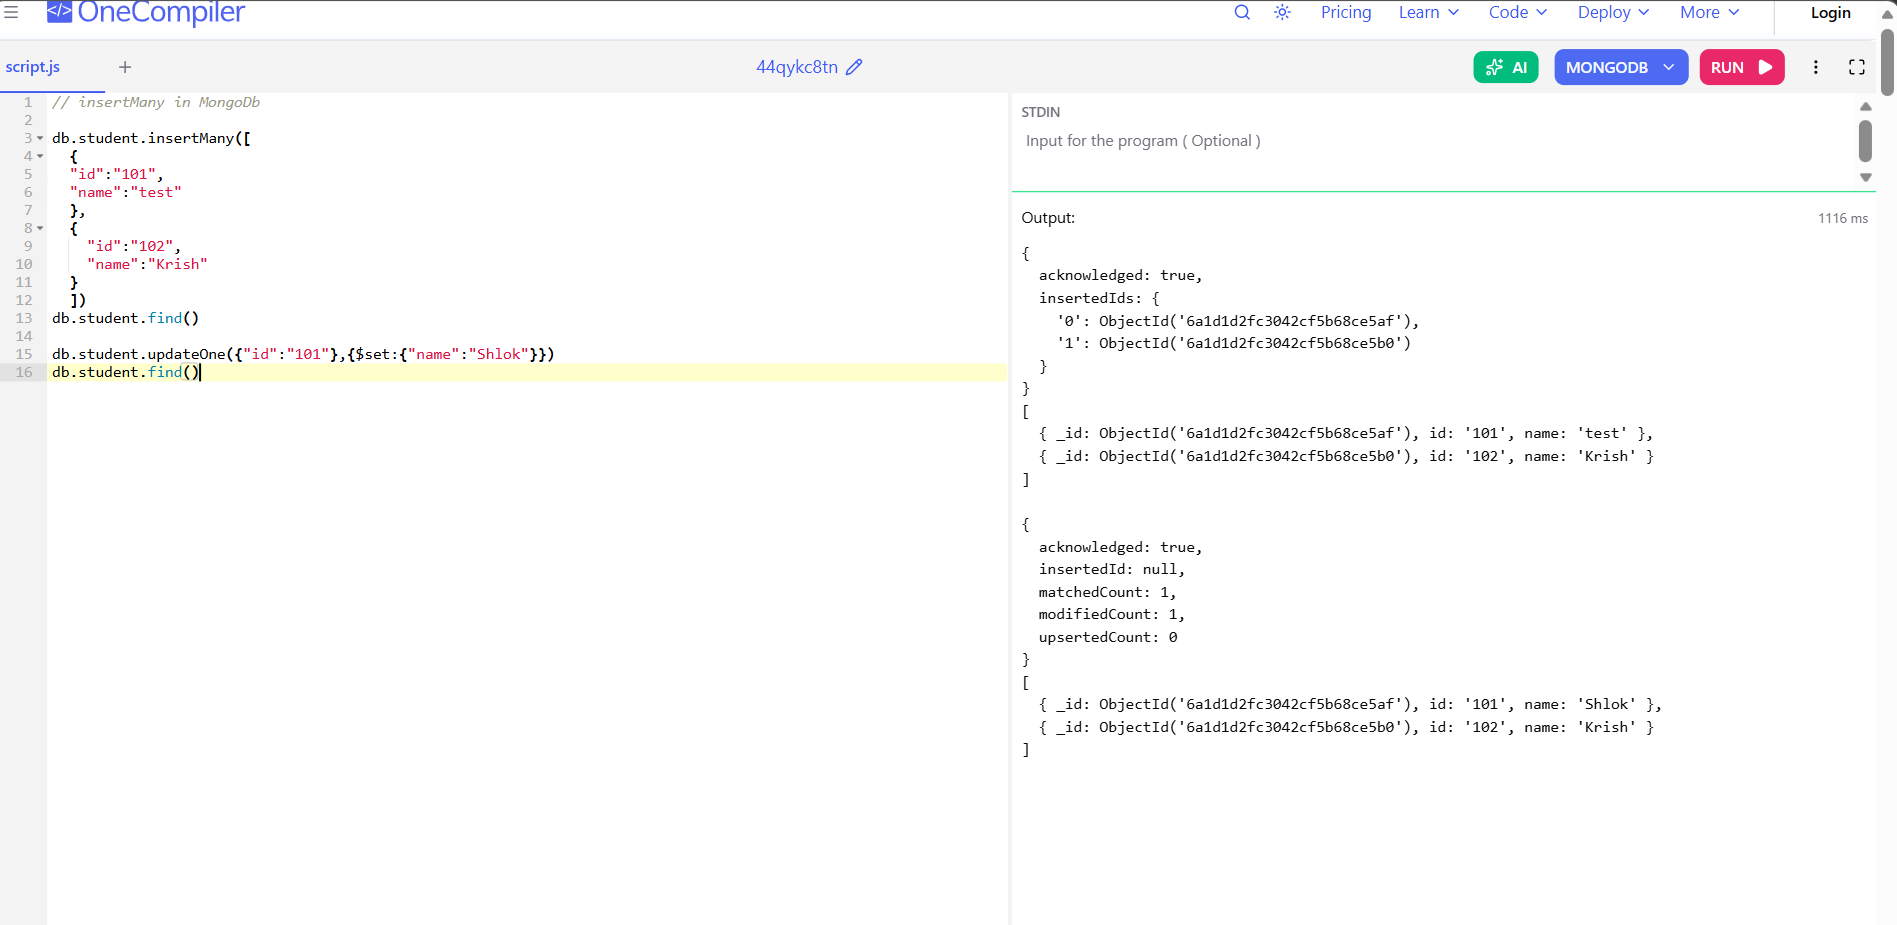 </> OneCompiler
Pricing Learn Code Deploy More Login
script.js + 44qykc8tn AI MONGODB RUN
1 // insertMany in MongoDb
2
3 db.student.insertMany([
4 {
5 "id":"101",
6 "name":"test"
7 },
8 {
9 "id":"102",
10 "name":"Krish"
11 }
12 ])
13 db.student.find()
14
15 db.student.updateOne({"id":"101"},{$set:{"name":"Shlok"}})
16 db.student.find()
STDIN
Input for the program ( Optional )
Output: 1116 ms
{
acknowledged: true,
insertedIds: {
'0': ObjectId('6a1d1d2fc3042cf5b68ce5af'),
'1': ObjectId('6a1d1d2fc3042cf5b68ce5b0')
}
}
[
{ _id: ObjectId('6a1d1d2fc3042cf5b68ce5af'), id: '101', name: 'test' },
{ _id: ObjectId('6a1d1d2fc3042cf5b68ce5b0'), id: '102', name: 'Krish' }
]
{
acknowledged: true,
insertedId: null,
matchedCount: 1,
modifiedCount: 1,
upsertedCount: 0
}
[
{ _id: ObjectId('6a1d1d2fc3042cf5b68ce5af'), id: '101', name: 'Shlok' },
{ _id: ObjectId('6a1d1d2fc3042cf5b68ce5b0'), id: '102', name: 'Krish' }
]